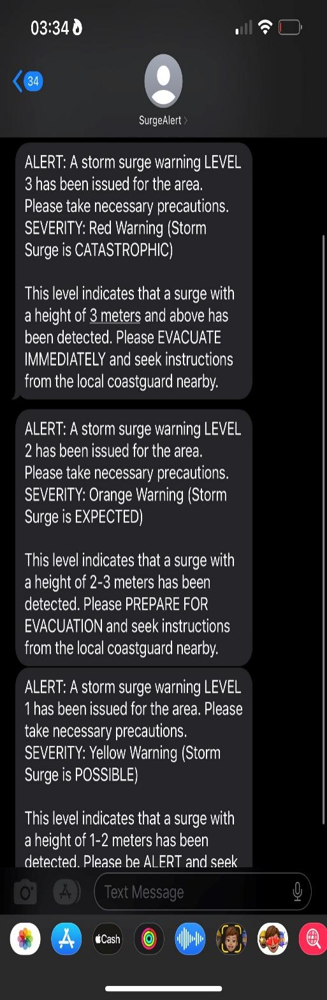 03:34
34
SurgeAlert
ALERT: A storm surge warning LEVEL
3 has been issued for the area.
Please take necessary precautions.
SEVERITY: Red Warning (Storm
Surge is CATASTROPHIC)
This level indicates that a surge with
a height of 3 meters and above has
been detected. Please EVACUATE
IMMEDIATELY and seek instructions
from the local coastguard nearby.
ALERT: A storm surge warning LEVEL
2 has been issued for the area.
Please take necessary precautions.
SEVERITY: Orange Warning (Storm
Surge is EXPECTED)
This level indicates that a surge with
a height of 2-3 meters has been
detected. Please PREPARE FOR
EVACUATION and seek instructions
from the local coastguard nearby.
ALERT: A storm surge warning LEVEL
1 has been issued for the area. Please
take necessary precautions.
SEVERITY: Yellow Warning (Storm
Surge is POSSIBLE)
This level indicates that a surge with
a height of 1-2 meters has been
detected. Please be ALERT and seek
Text Message
Cash